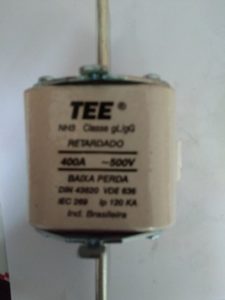 TEE ®
NH3 Classe gL/gG
RETARDADO
400A ~500V
BAIXA PERDA
DIN 43620 VDE 636
IEC 269 Ip 120 KA
Ind. Brasileira